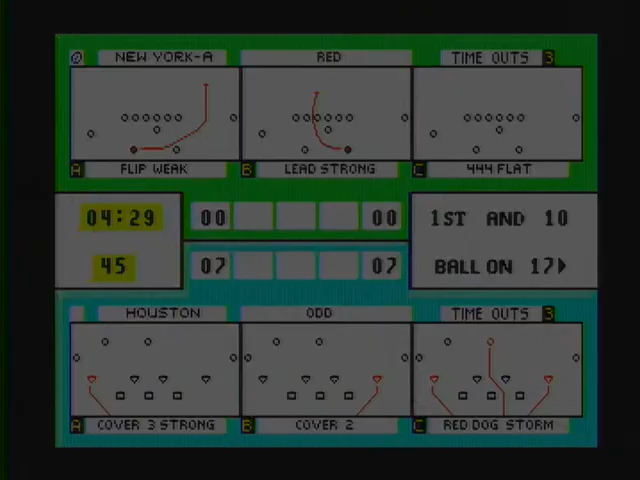 NEW YORK-A RED TIME OUTS 3
A FLIP WEAK B LEAD STRONG C 444 FLAT
04:29 00 00 1ST AND 10
45 07 07 BALL ON 17
HOUSTON ODD TIME OUTS 3
A COVER 3 STRONG B COVER 2 C RED DOG STORM